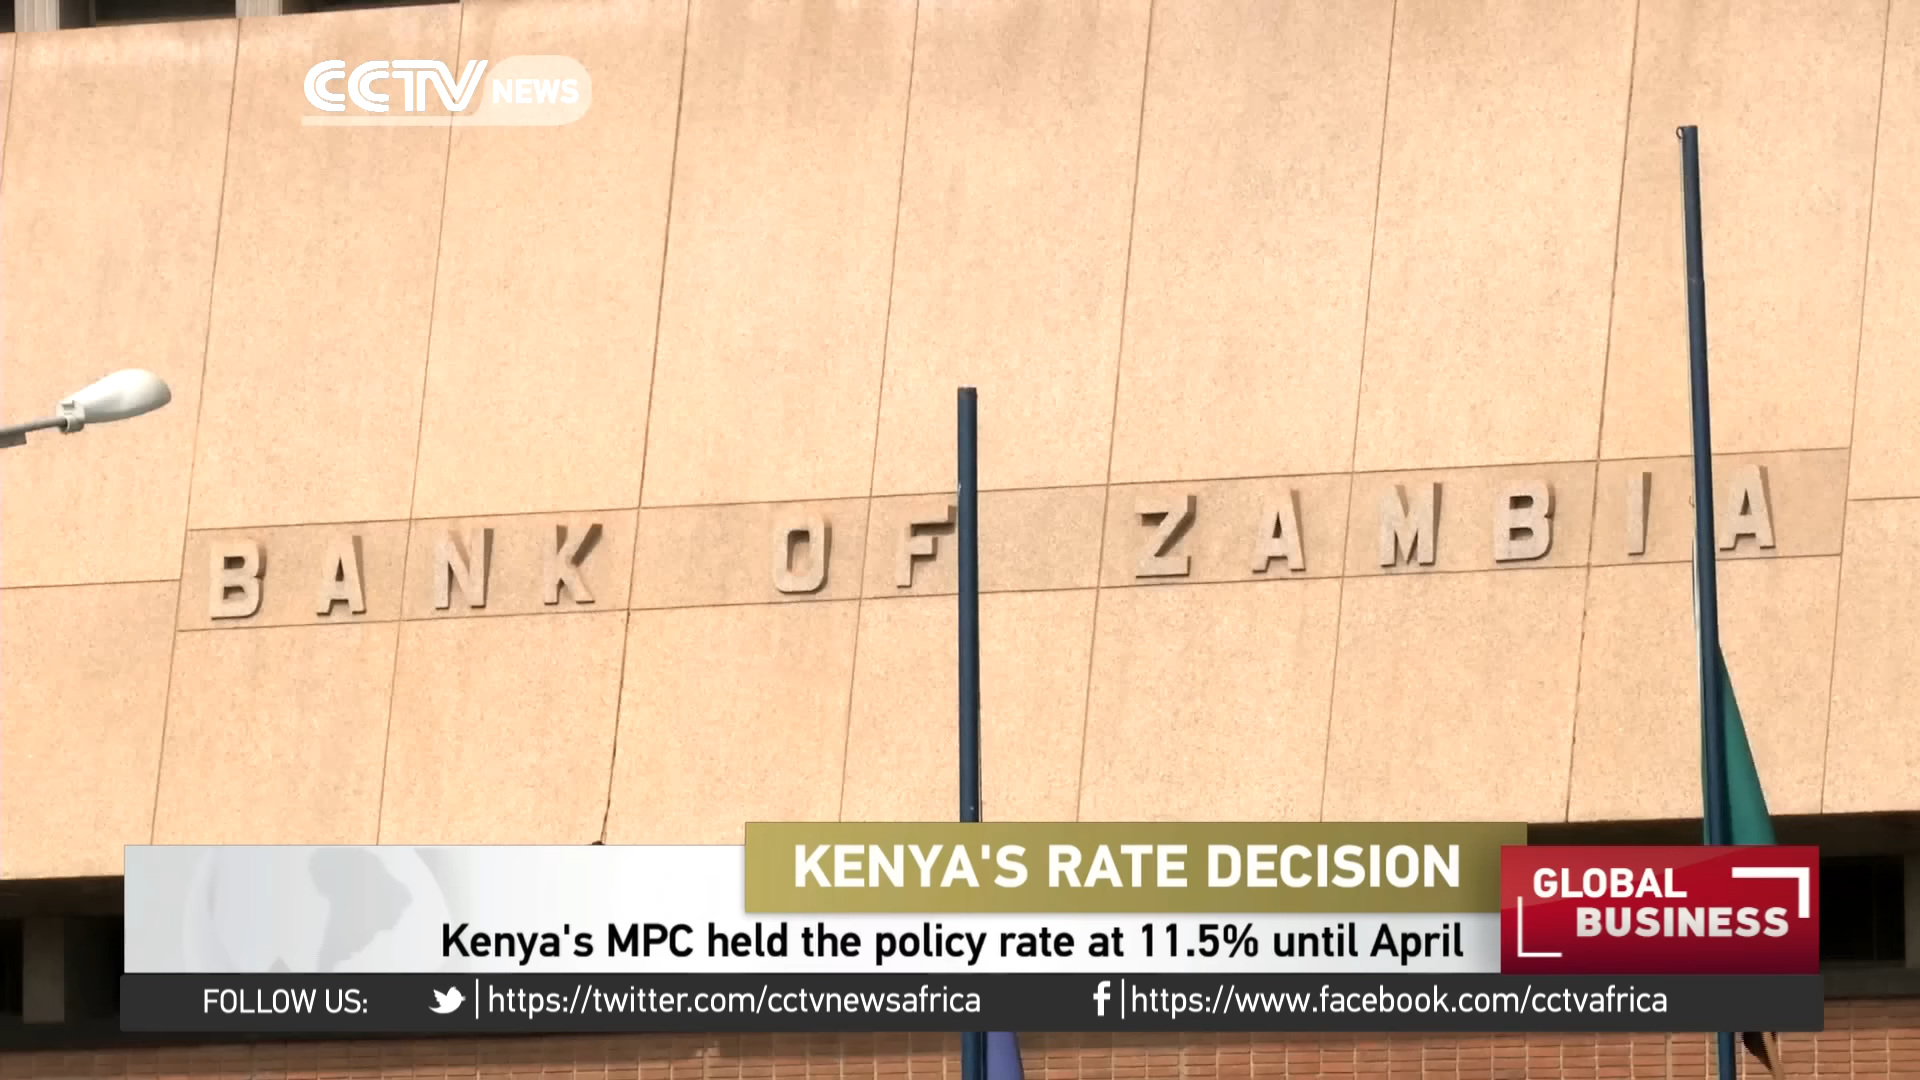 CCTV NEWS
BANK OF ZAMBIA
KENYA'S RATE DECISION
Kenya's MPC held the policy rate at 11.5% until April
GLOBAL
BUSINESS
FOLLOW US: https://twitter.com/cctvnewsafrica https://www.facebook.com/cctvafrica